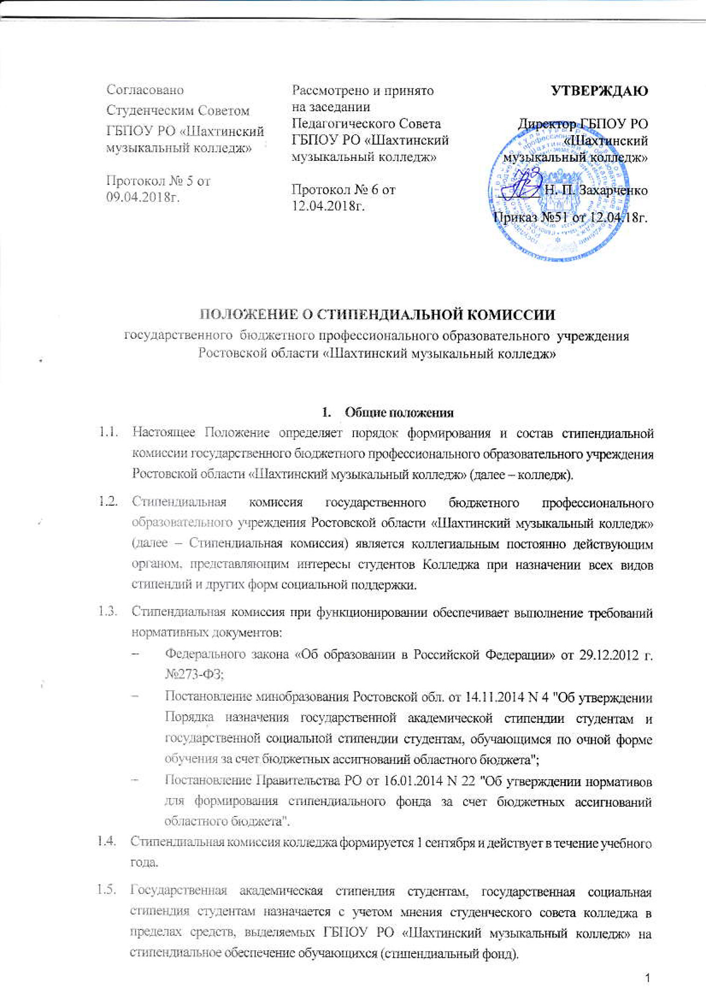 Согласовано
Студенческим Советом
ГБПОУ РО «Шахтинский
музыкальный колледж»
Протокол № 5 от
09.04.2018г.
Рассмотрено и принято
на заседании
Педагогического Совета
ГБПОУ РО «Шахтинский
музыкальный колледж»
Протокол № 6 от
12.04.2018г.
УТВЕРЖДАЮ
Директор ГБПОУ РО
«Шахтинский
музыкальный колледж»
Н. П. Захарченко
Приказ №51 от 12.04.18г.
ПОЛОЖЕНИЕ О СТИПЕНДИАЛЬНОЙ КОМИССИИ
государственного бюджетного профессионального образовательного учреждения
Ростовской области «Шахтинский музыкальный колледж»
1. Общие положения
1.1. Настоящее Положение определяет порядок формирования и состав стипендиальной
комиссии государственного бюджетного профессионального образовательного учреждения
Ростовской области «Шахтинский музыкальный колледж» (далее – колледж).
1.2. Стипендиальная комиссия государственного бюджетного профессионального
образовательного учреждения Ростовской области «Шахтинский музыкальный колледж»
(далее – Стипендиальная комиссия) является коллегиальным постоянно действующим
органом, представляющим интересы студентов Колледжа при назначении всех видов
стипендий и других форм социальной поддержки.
1.3. Стипендиальная комиссия при функционировании обеспечивает выполнение требований
нормативных документов:
– Федерального закона «Об образовании в Российской Федерации» от 29.12.2012 г.
№273-ФЗ;
– Постановление минобразования Ростовской обл. от 14.11.2014 N 4 "Об утверждении
Порядка назначения государственной академической стипендии студентам и
государственной социальной стипендии студентам, обучающимся по очной форме
обучения за счет бюджетных ассигнований областного бюджета";
– Постановление Правительства РО от 16.01.2014 N 22 "Об утверждении нормативов
для формирования стипендиального фонда за счет бюджетных ассигнований
областного бюджета".
1.4. Стипендиальная комиссия колледжа формируется 1 сентября и действует в течение учебного
года.
1.5. Государственная академическая стипендия студентам, государственная социальная
стипендия студентам назначается с учетом мнения студенческого совета колледжа в
пределах средств, выделяемых ГБПОУ РО «Шахтинский музыкальный колледж» на
стипендиальное обеспечение обучающихся (стипендиальный фонд).
1